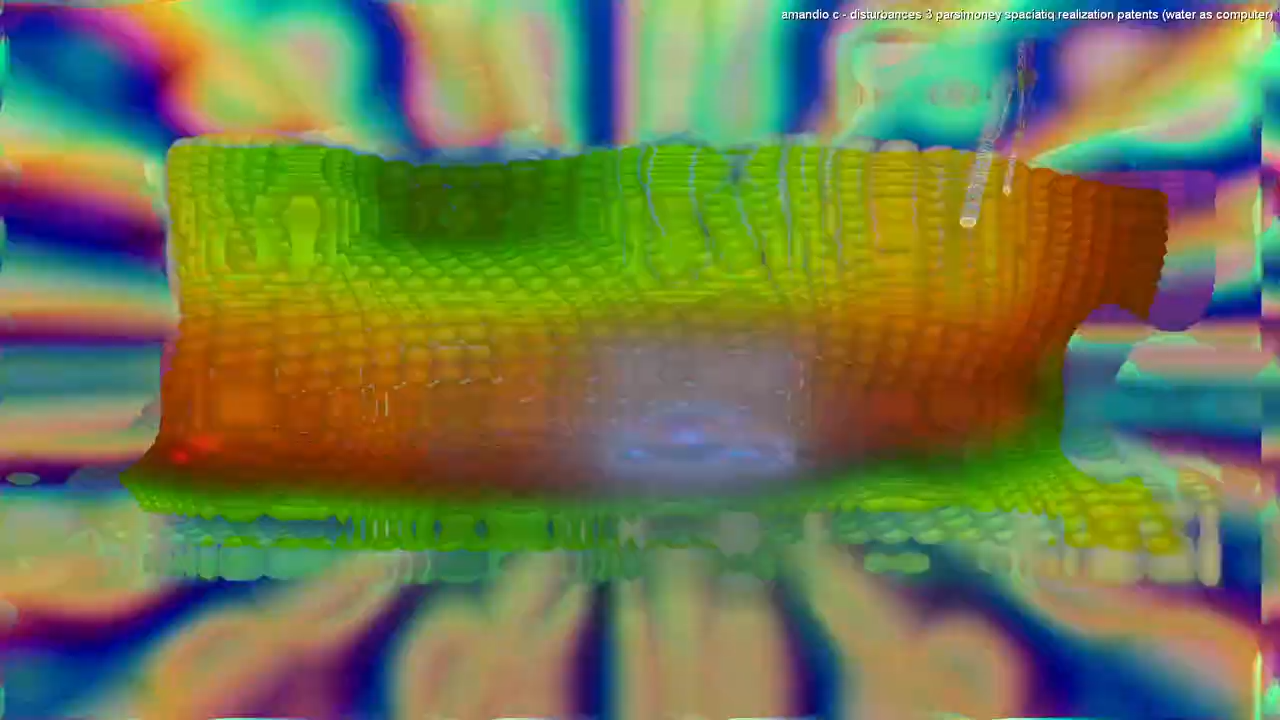 amandio c - disturbances 3 parsimoney spaciatiq realization patents (water as computer)